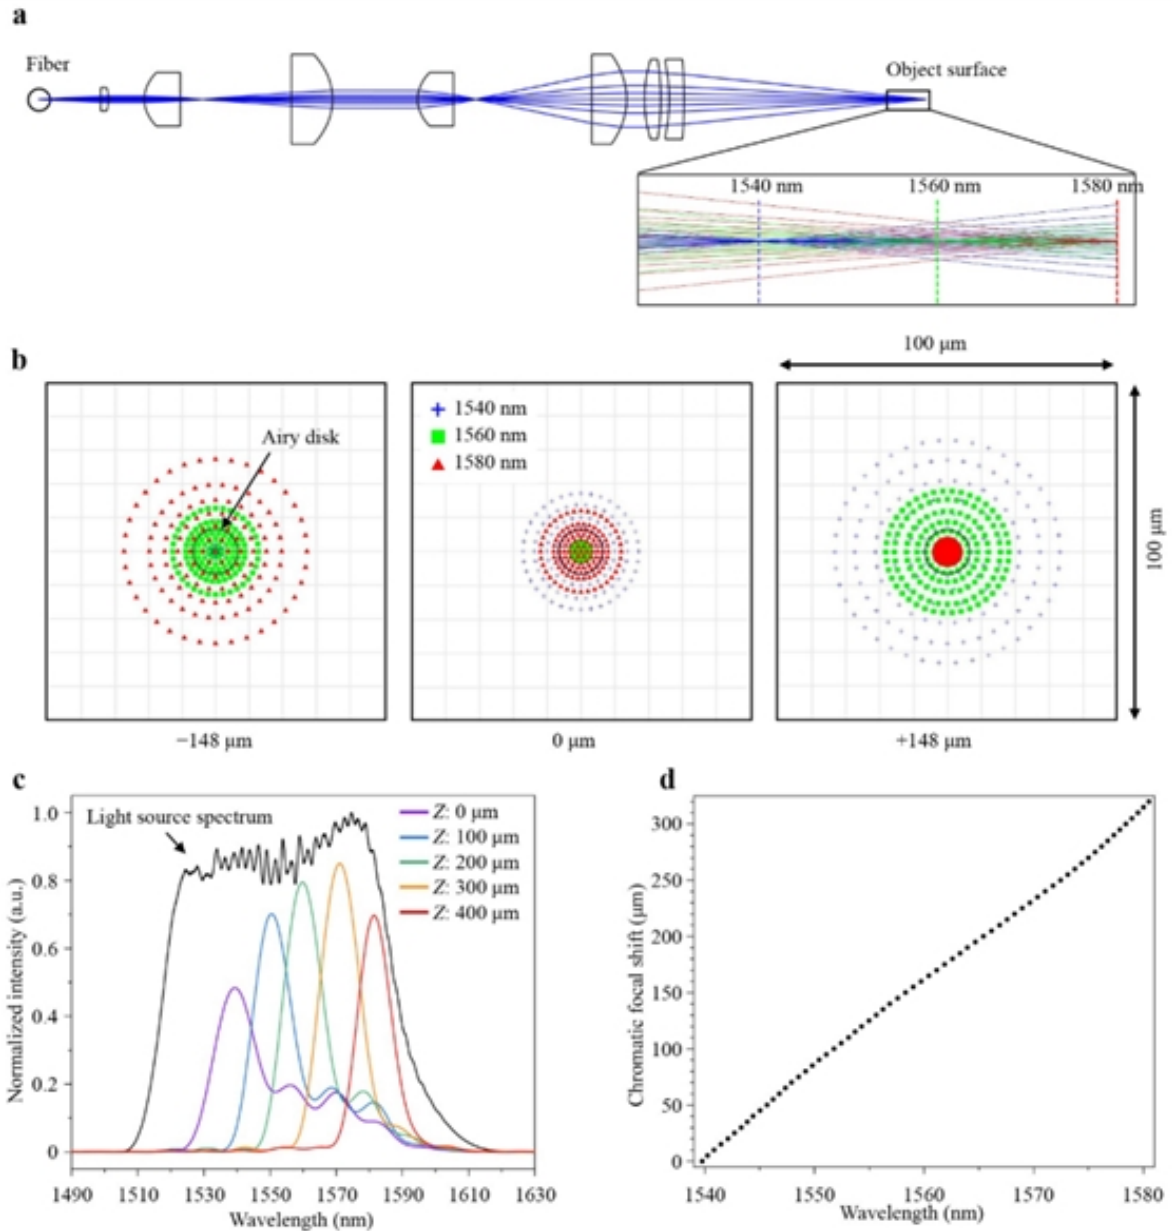 a
Fiber
Object surface
1540 nm
1560 nm
1580 nm
b
100 μm
Airy disk
1540 nm
1560 nm
1580 nm
100 μm
−148 μm
0 μm
+148 μm
c
Light source spectrum
Z: 0 μm
Z: 100 μm
Z: 200 μm
Z: 300 μm
Z: 400 μm
Normalized intensity (a.u.)
1.0
0.8
0.6
0.4
0.2
0
1490 1510 1530 1550 1570 1590 1610 1630
Wavelength (nm)
d
Chromatic focal shift (μm)
300
250
200
150
100
50
0
1540 1550 1560 1570 1580
Wavelength (nm)